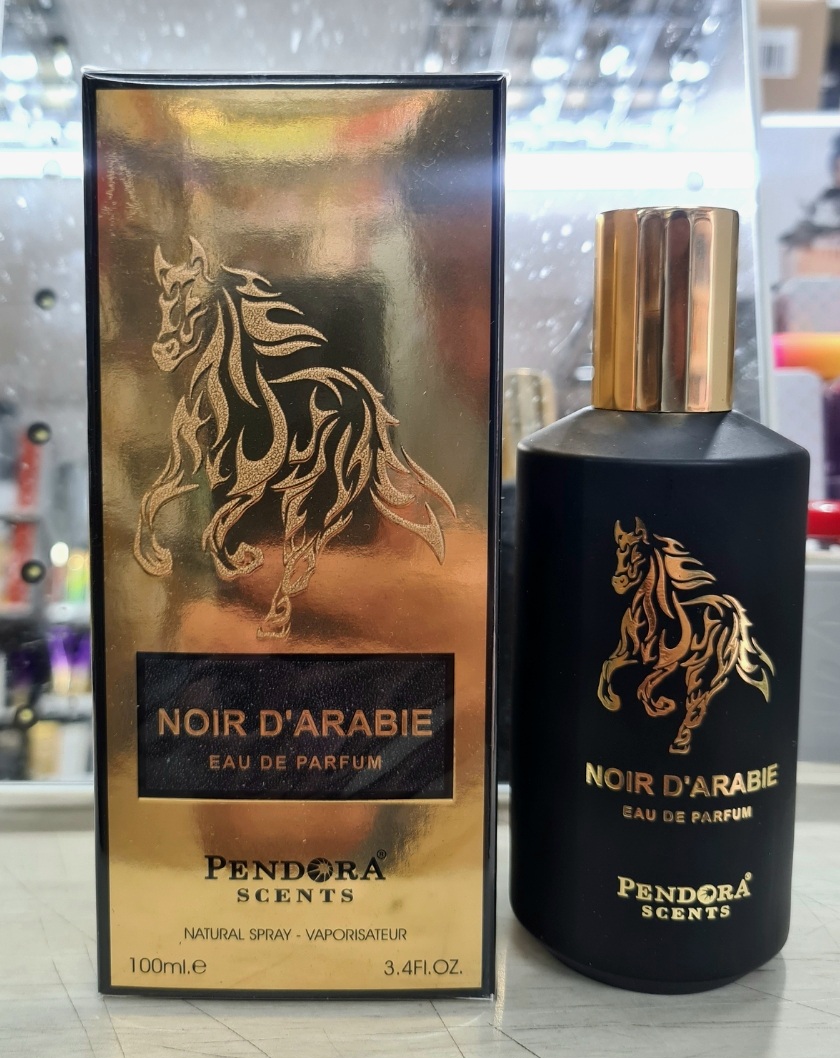 NOIR D'ARABIE
EAU DE PARFUM
PENDORA®
SCENTS
NATURAL SPRAY - VAPORISATEUR
100ml.e
3.4Fl.OZ.
NOIR D'ARABIE
EAU DE PARFUM
PENDORA®
SCENTS